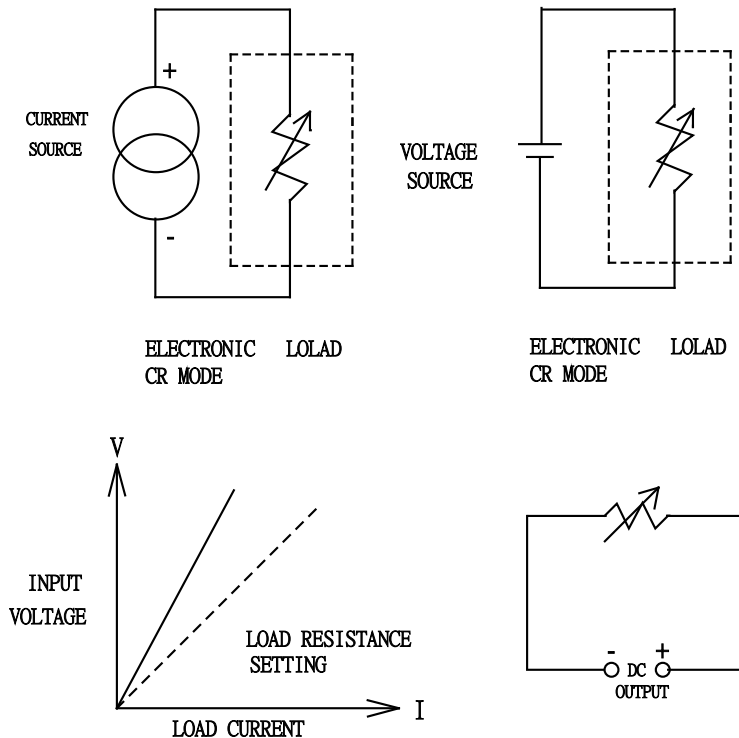 +
CURRENT
SOURCE
-
ELECTRONIC LOLAD
CR MODE
VOLTAGE
SOURCE
ELECTRONIC LOLAD
CR MODE
V
INPUT
VOLTAGE
LOAD RESISTANCE
SETTING
I
LOAD CURRENT
- +
DC
OUTPUT